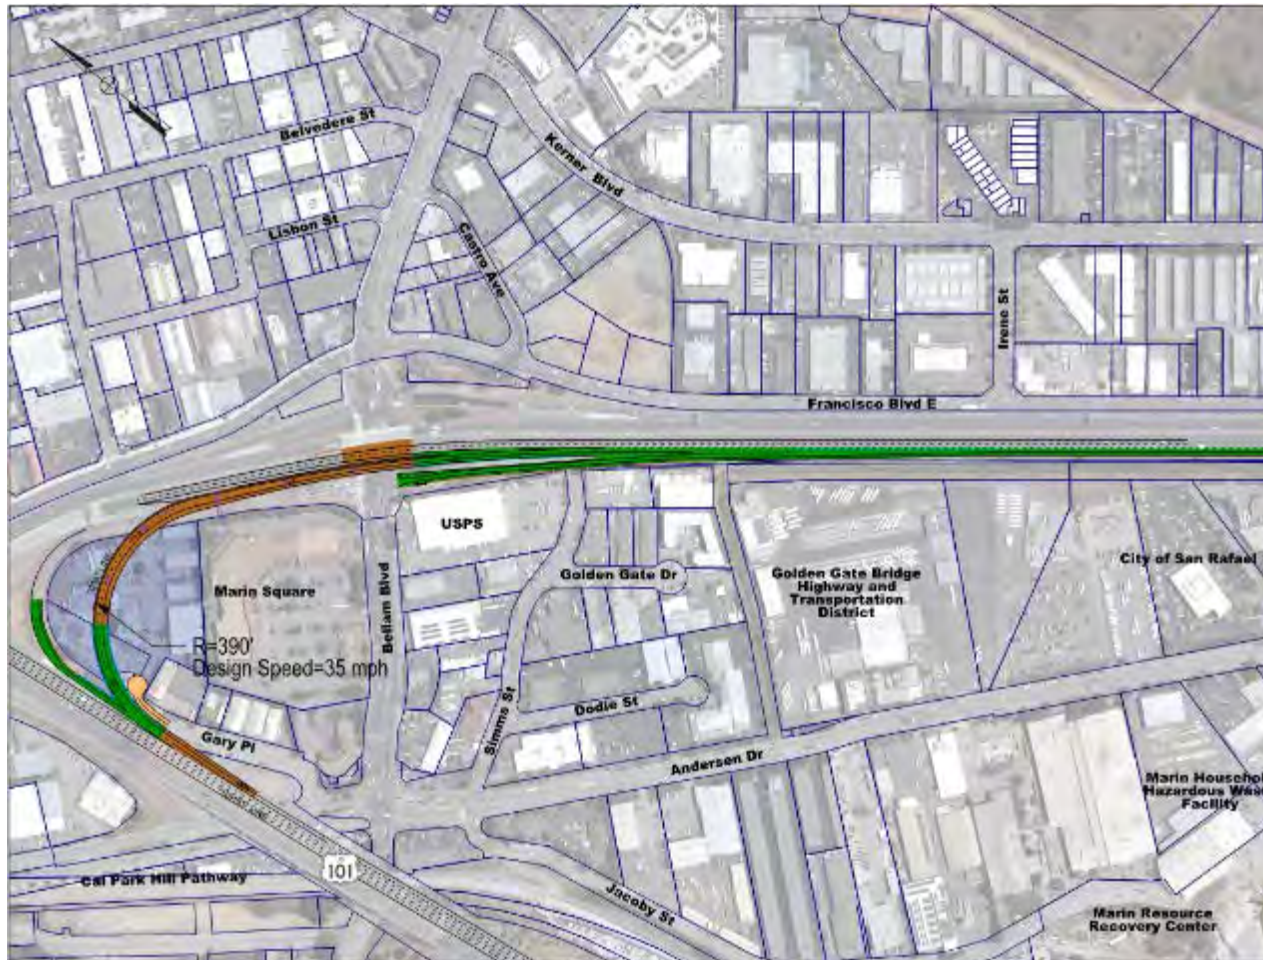 Belvedere St
Kerner Blvd
Lisbon St
Castro Ave
Irene St
Francisco Blvd E
USPS
City of San Rafael
Golden Gate Dr
Golden Gate Bridge
Highway and
Transportation
District
Marin Square
Bellam Blvd
R=390'
Design Speed=35 mph
Simms St
Dodie St
Gary Pl
Andersen Dr
Marin Househol
Hazardous Was
Facility
101
Cal Park Hill Pathway
Jacoby St
Marin Resource
Recovery Center